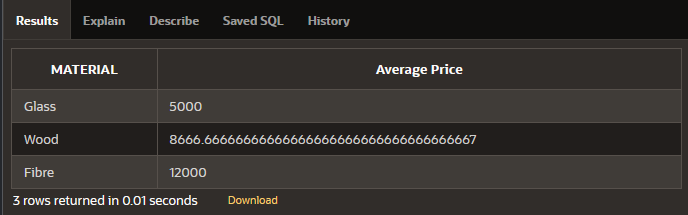 Results Explain Describe Saved SQL History
MATERIAL Average Price
Glass 5000
Wood 8666.66666666666666666666666666666666667
Fibre 12000
3 rows returned in 0.01 seconds Download